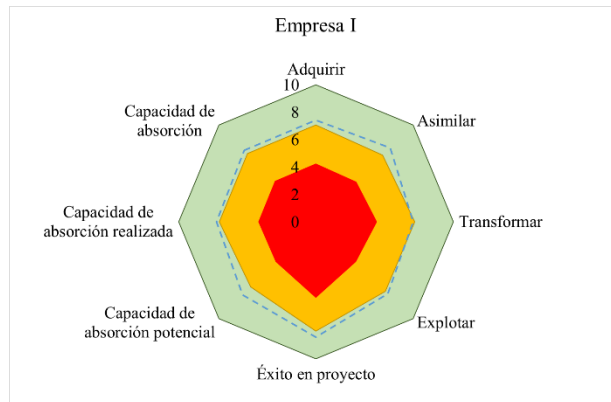 Empresa I
Adquirir
10
8
6
4
2
0
Capacidad de
absorción
Asimilar
Capacidad de
absorción realizada
Transformar
Capacidad de
absorción potencial
Explotar
Éxito en proyecto